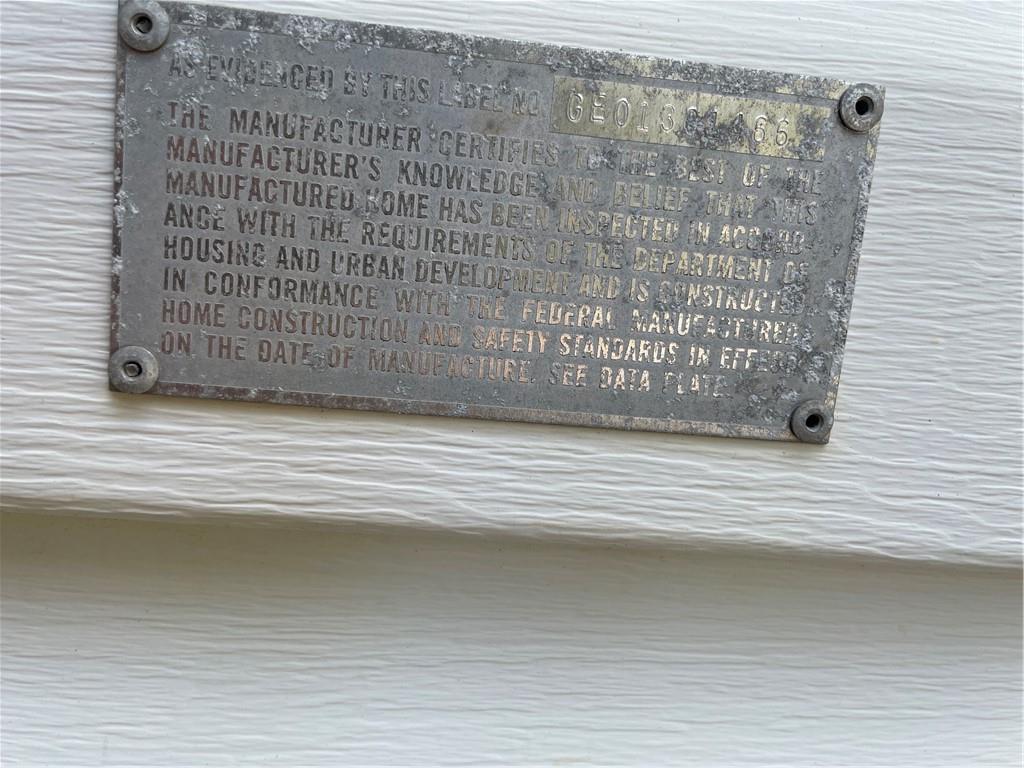 AS EVIDENCED BY THIS LABEL NO.
THE MANUFACTURER CERTIFIES TO THE BEST OF THE
MANUFACTURER'S KNOWLEDGE AND BELIEF THAT THIS
MANUFACTURED HOME HAS BEEN INSPECTED IN ACCORD-
ANCE WITH THE REQUIREMENTS OF THE DEPARTMENT OF
HOUSING AND URBAN DEVELOPMENT AND IS CONSTRUCTED
IN CONFORMANCE WITH THE FEDERAL MANUFACTURED
HOME CONSTRUCTION AND SAFETY STANDARDS IN EFFECT
ON THE DATE OF MANUFACTURE. SEE DATA PLATE.